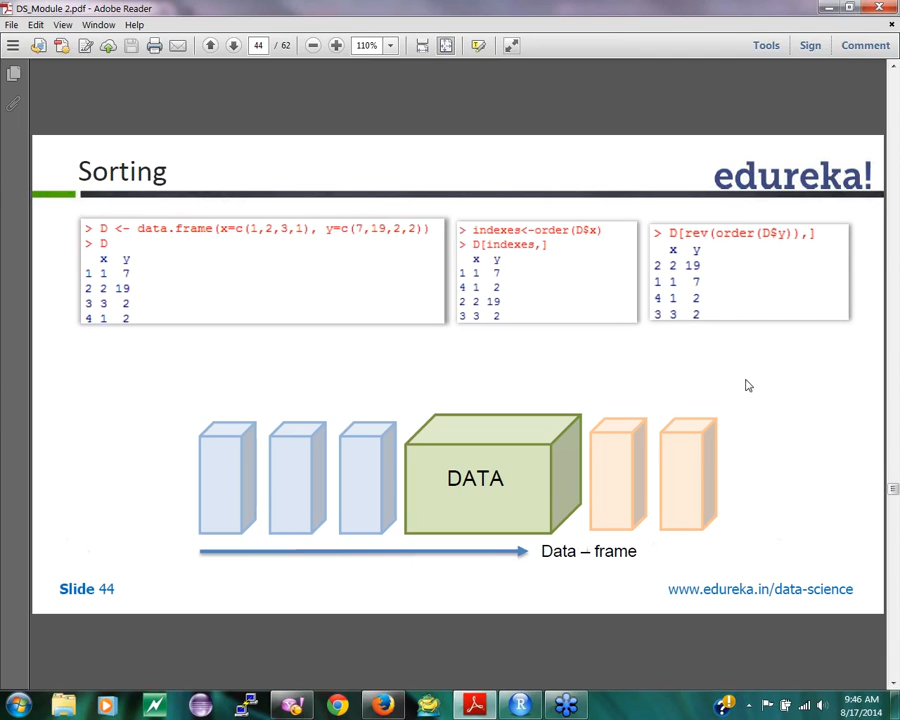 DS_Module 2.pdf - Adobe Reader
File Edit View Window Help
44 / 62 110% Tools Sign Comment
Sorting
edureka!
> D <- data.frame(x=c(1,2,3,1), y=c(7,19,2,2))
> D
x y
1 1 7
2 2 19
3 3 2
4 1 2
> indexes<-order(D$x)
> D[indexes,]
x y
1 1 7
4 1 2
2 2 19
3 3 2
> D[rev(order(D$y)),]
x y
2 2 19
1 1 7
4 1 2
3 3 2
DATA
Data – frame
Slide 44
www.edureka.in/data-science
9:46 AM
8/17/2014